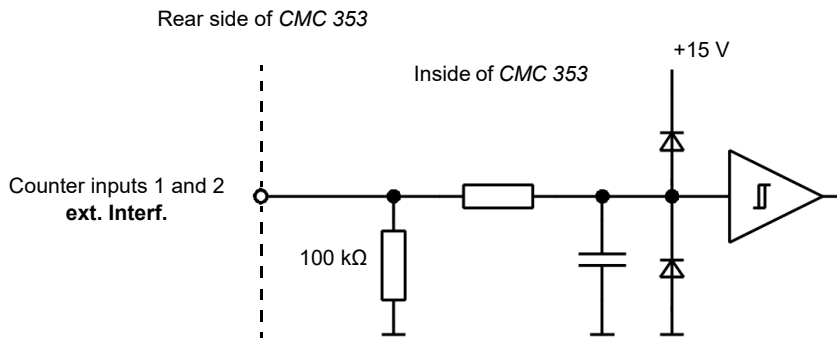 Rear side of CMC 353
+15 V
Inside of CMC 353
Counter inputs 1 and 2
ext. Interf.
100 kΩ